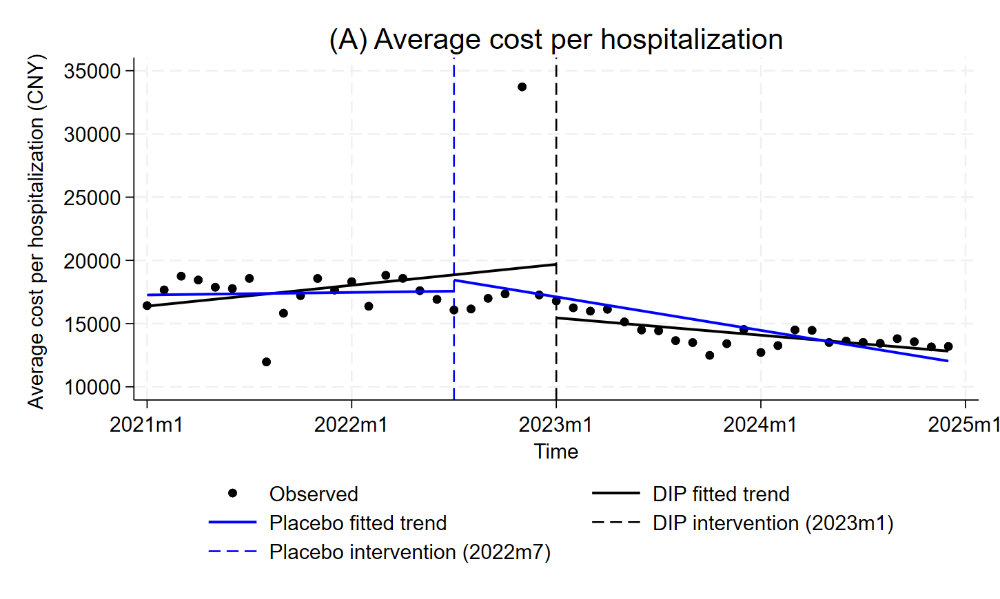 (A) Average cost per hospitalization
Average cost per hospitalization (CNY)
35000
30000
25000
20000
15000
10000
2021m1 2022m1 2023m1 2024m1 2025m1
Time
Observed DIP fitted trend
Placebo fitted trend DIP intervention (2023m1)
Placebo intervention (2022m7)